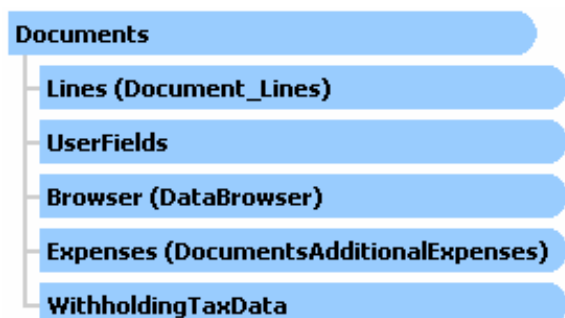 Documents
Lines (Document_Lines)
UserFields
Browser (DataBrowser)
Expenses (DocumentsAdditionalExpenses)
WithholdingTaxData